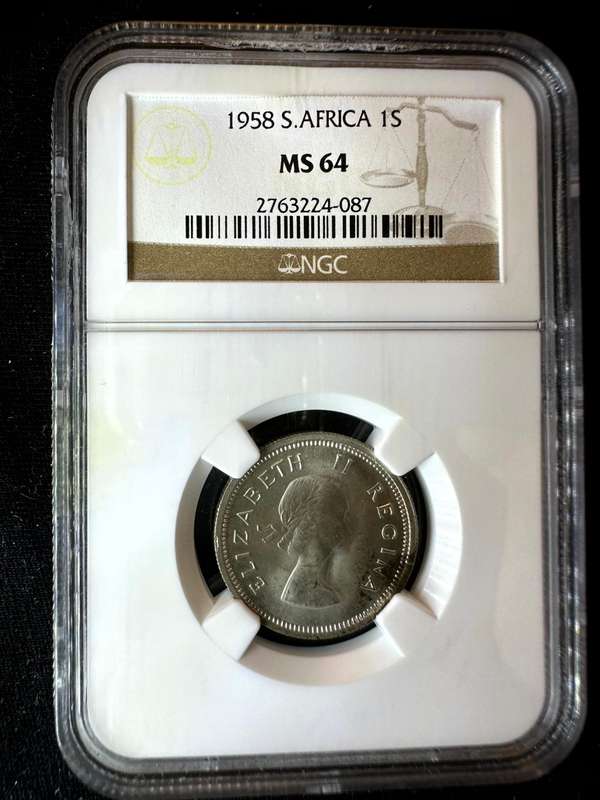 1958 S.AFRICA 1S
MS 64
2763224-087
NGC
ELIZABETH II REGINA